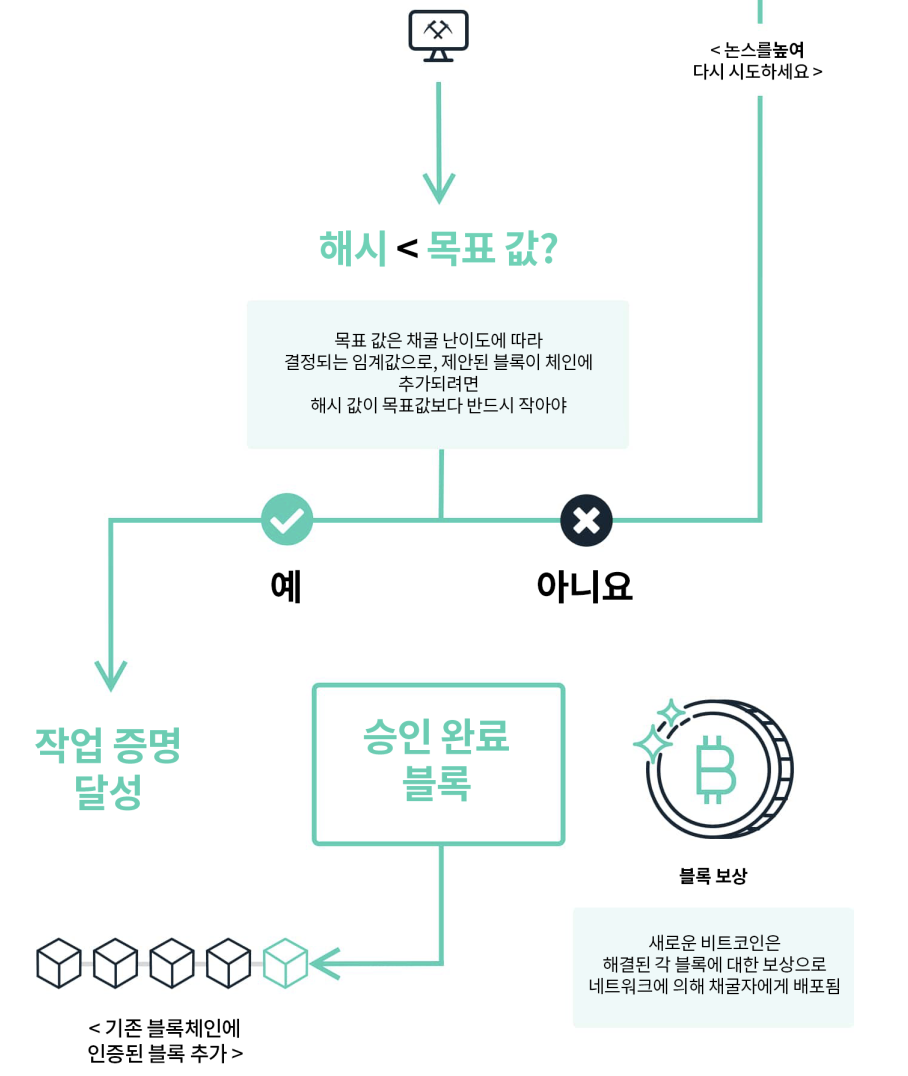 < 논스를높여
다시 시도하세요 >
해시 < 목표 값?
목표 값은 채굴 난이도에 따라
결정되는 임계값으로, 제안된 블록이 체인에
추가되려면
해시 값이 목표값보다 반드시 작아야
예
아니요
작업 증명
달성
승인 완료
블록
블록 보상
새로운 비트코인은
해결된 각 블록에 대한 보상으로
네트워크에 의해 채굴자에게 배포됨
< 기존 블록체인에
인증된 블록 추가 >